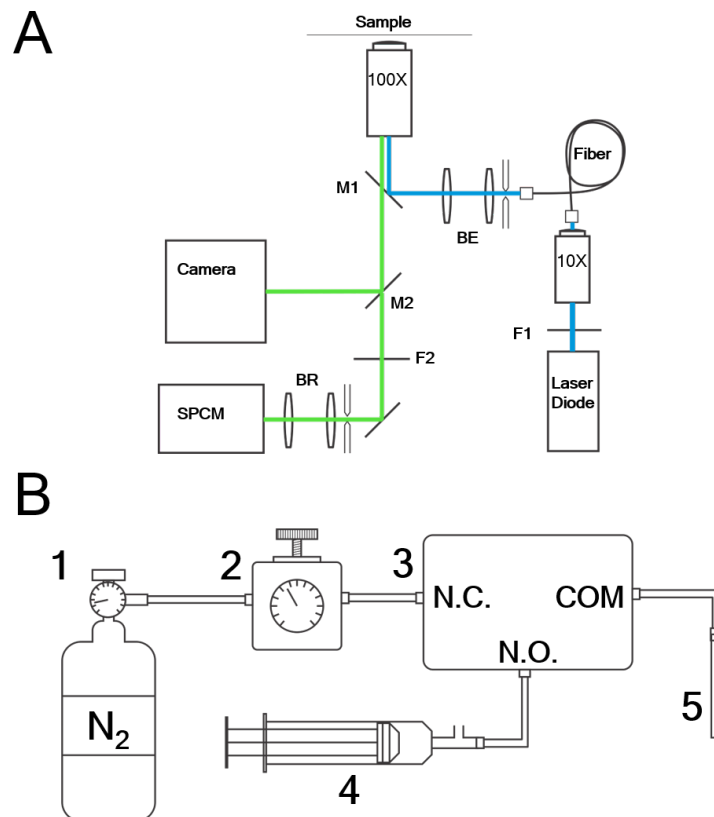 A
Sample
100X
Fiber
M1
BE
10X
Camera
M2
F1
F2
BR
Laser
Diode
SPCM
B
1
2
3
N.C.
COM
N.O.
N2
4
5